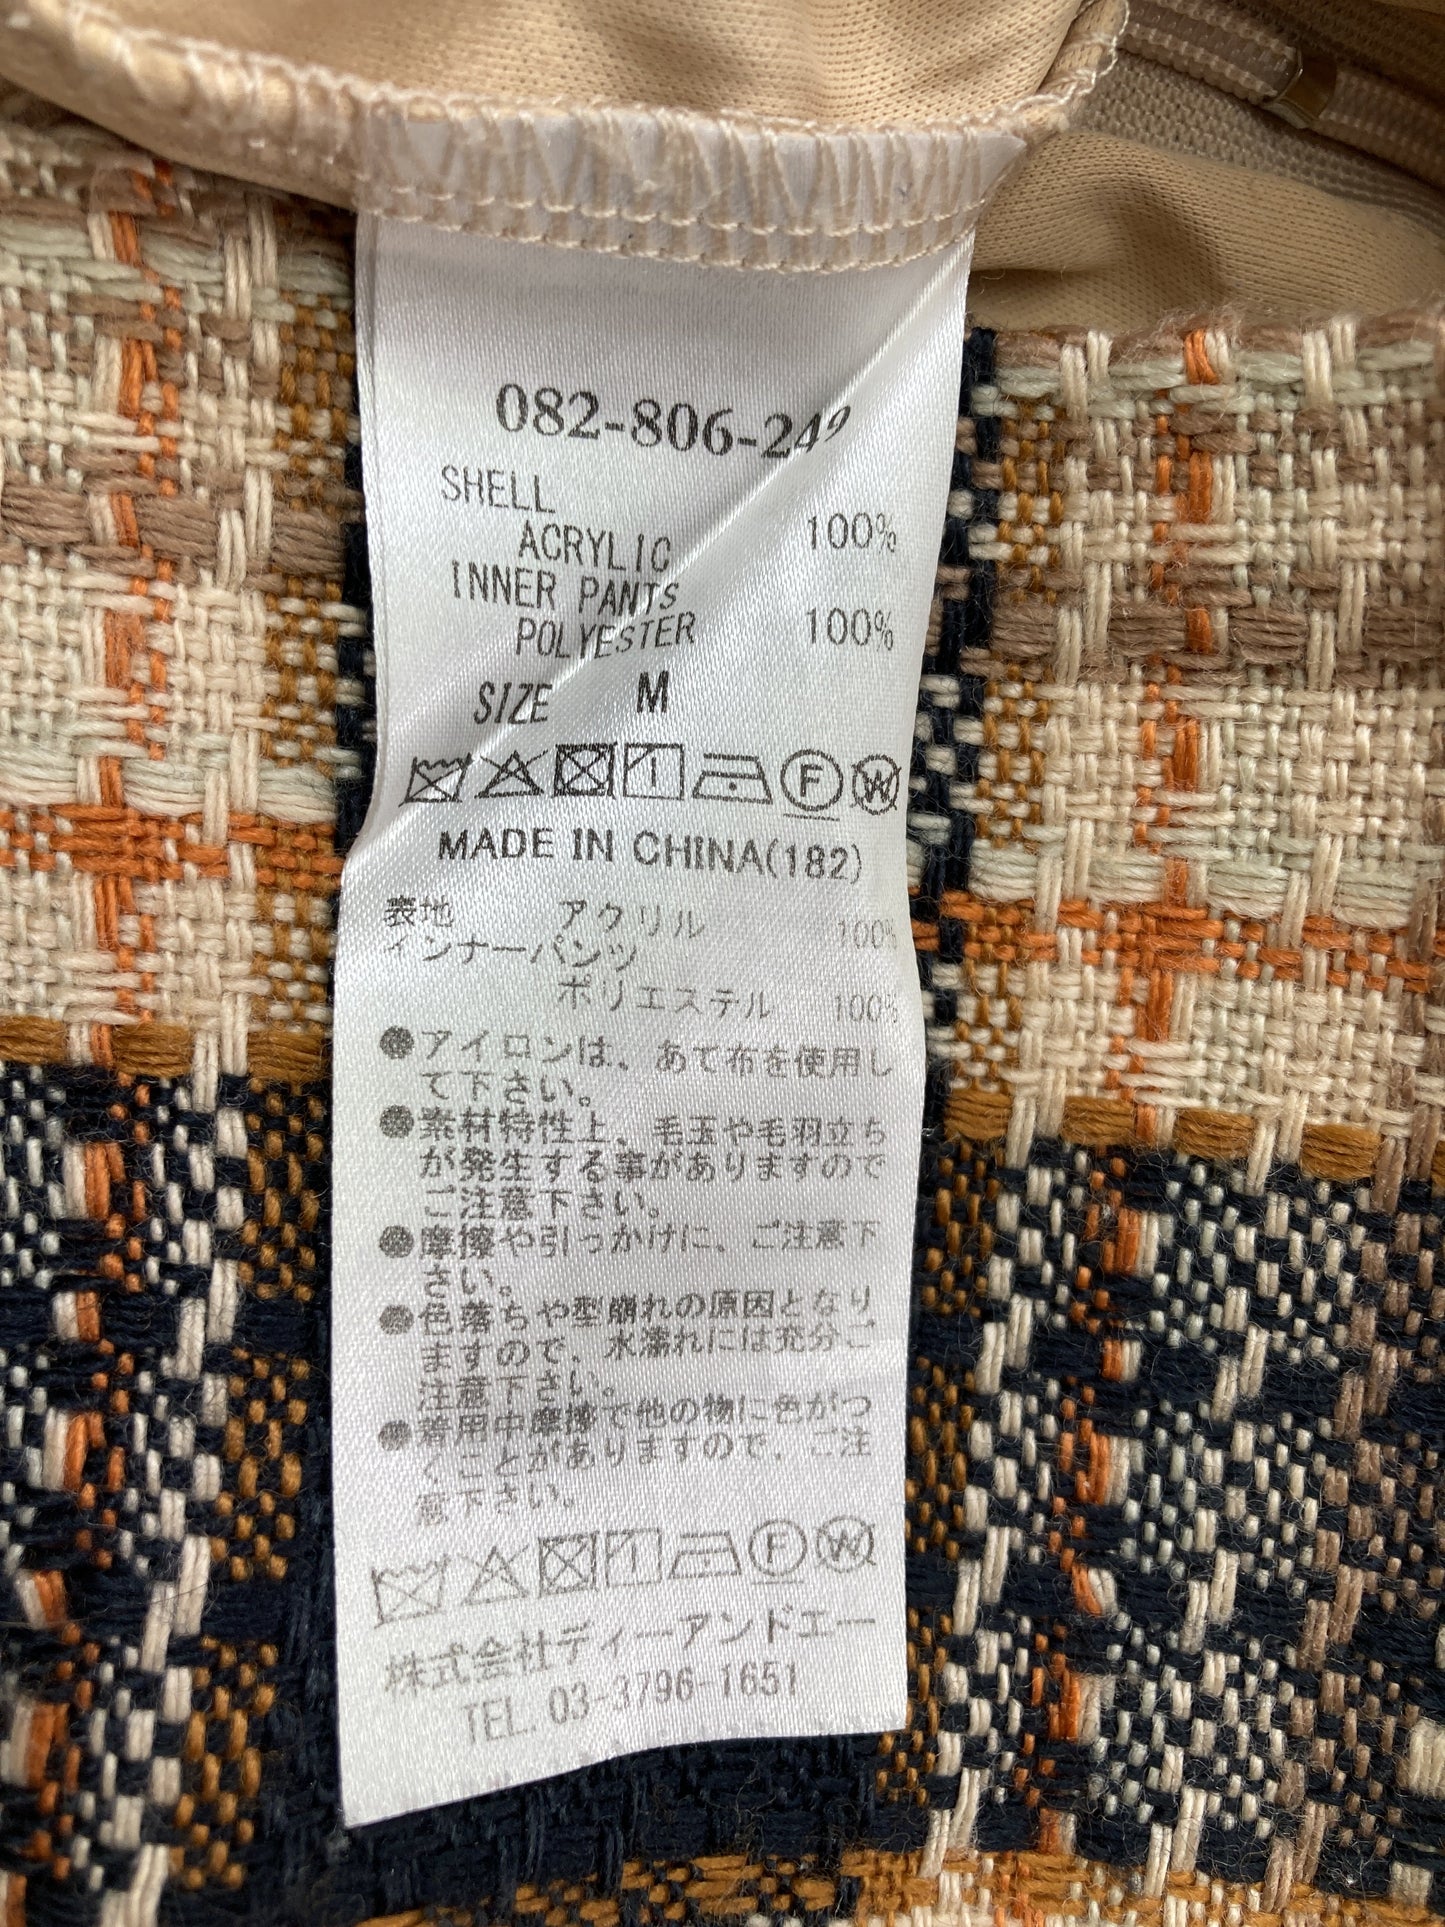 082-806-249
SHELL
ACRYLIC 100%
INNER PANTS
POLYESTER 100%
SIZE M
F W
MADE IN CHINA(182)
表地 アクリル 100%
インナーパンツ
ポリエステル 100%
●アイロンは、あて布を使用し
て下さい。
●素材特性上、毛玉や毛羽立ち
が発生する事がありますので
ご注意下さい。
●摩擦や引っかけに、ご注意下
さい。
●色落ちや型崩れの原因となり
ますので、水濡れには充分ご
注意下さい。
●着用中摩擦で他の物に色がつ
くことがありますので、ご注
意下さい。
F W
株式会社ディーアンドエー
TEL. 03-3796-1651